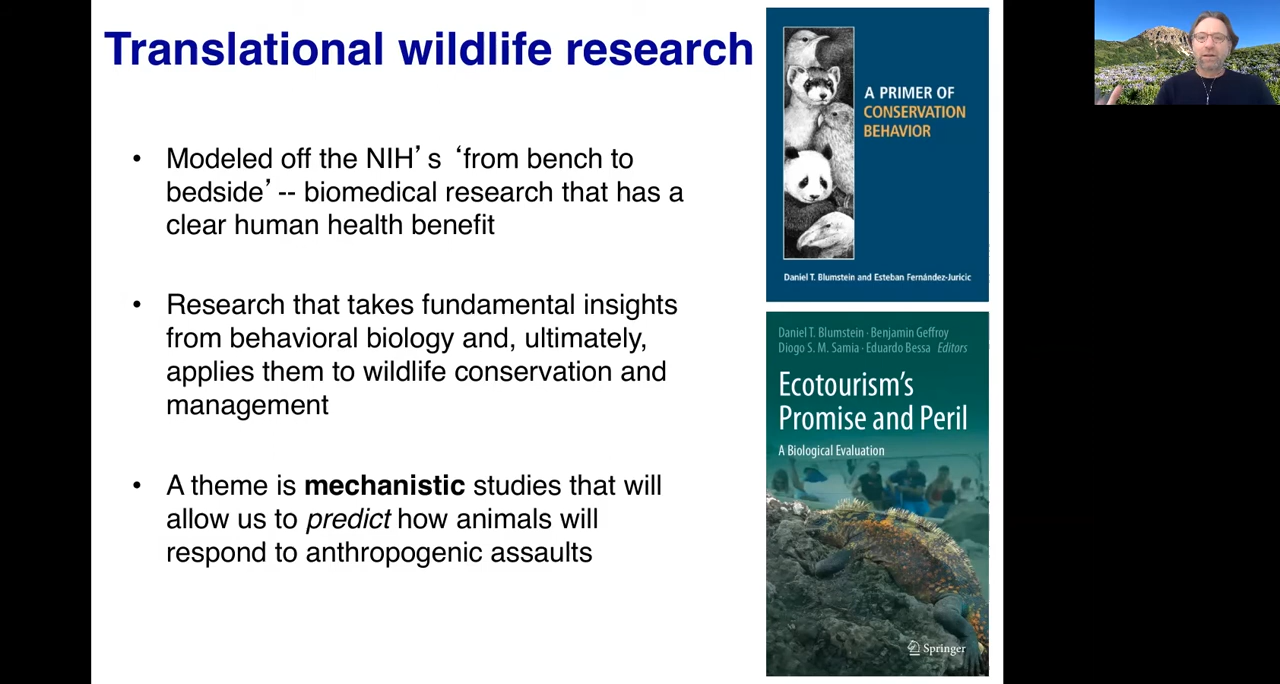 Translational wildlife research
• Modeled off the NIH’s ‘from bench to
bedside’ -- biomedical research that has a
clear human health benefit
• Research that takes fundamental insights
from behavioral biology and, ultimately,
applies them to wildlife conservation and
management
• A theme is mechanistic studies that will
allow us to predict how animals will
respond to anthropogenic assaults
A PRIMER OF
CONSERVATION
BEHAVIOR
Daniel T. Blumstein and Esteban Fernández-Juricic
Daniel T. Blumstein · Benjamin Geffroy
Diogo S. M. Samia · Eduardo Bessa Editors
Ecotourism’s
Promise and Peril
A Biological Evaluation
Springer